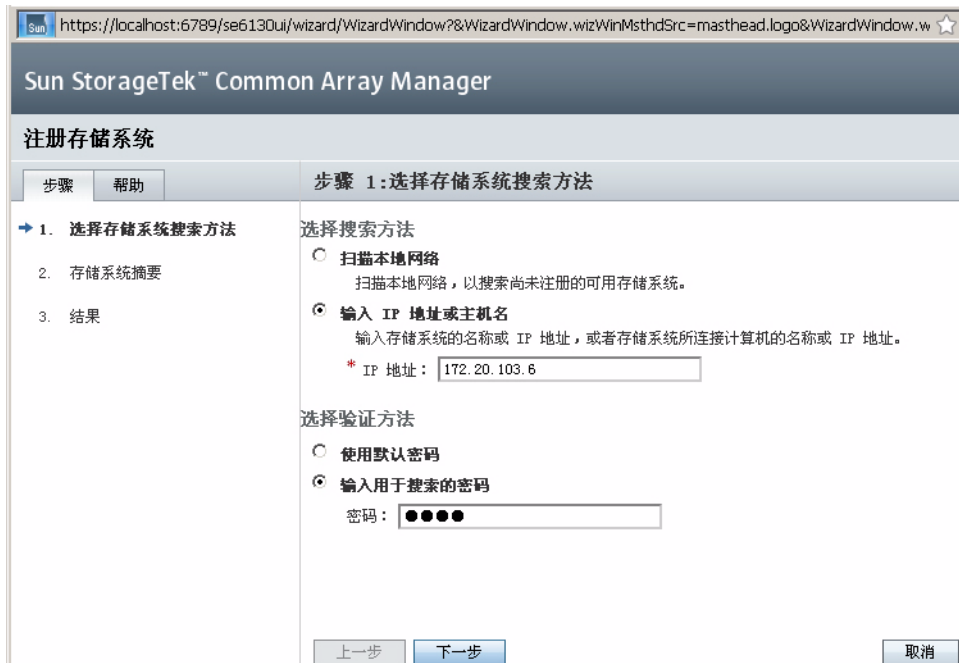 Sun https://localhost:6789/se6130ui/wizard/WizardWindow?&WizardWindow.wizWinMsthdSrc=masthead.logo&WizardWindow.w
Sun StorageTek™ Common Array Manager
注册存储系统
步骤 帮助
1. 选择存储系统搜索方法
2. 存储系统摘要
3. 结果
步骤 1:选择存储系统搜索方法
选择搜索方法
扫描本地网络
扫描本地网络,以搜索尚未注册的可用存储系统。
输入 IP 地址或主机名
输入存储系统的名称或 IP 地址,或者存储系统所连接计算机的名称或 IP 地址。
* IP 地址: 172.20.103.6
选择验证方法
使用默认密码
输入用于搜索的密码
密码: ●●●●
上一步 下一步 取消